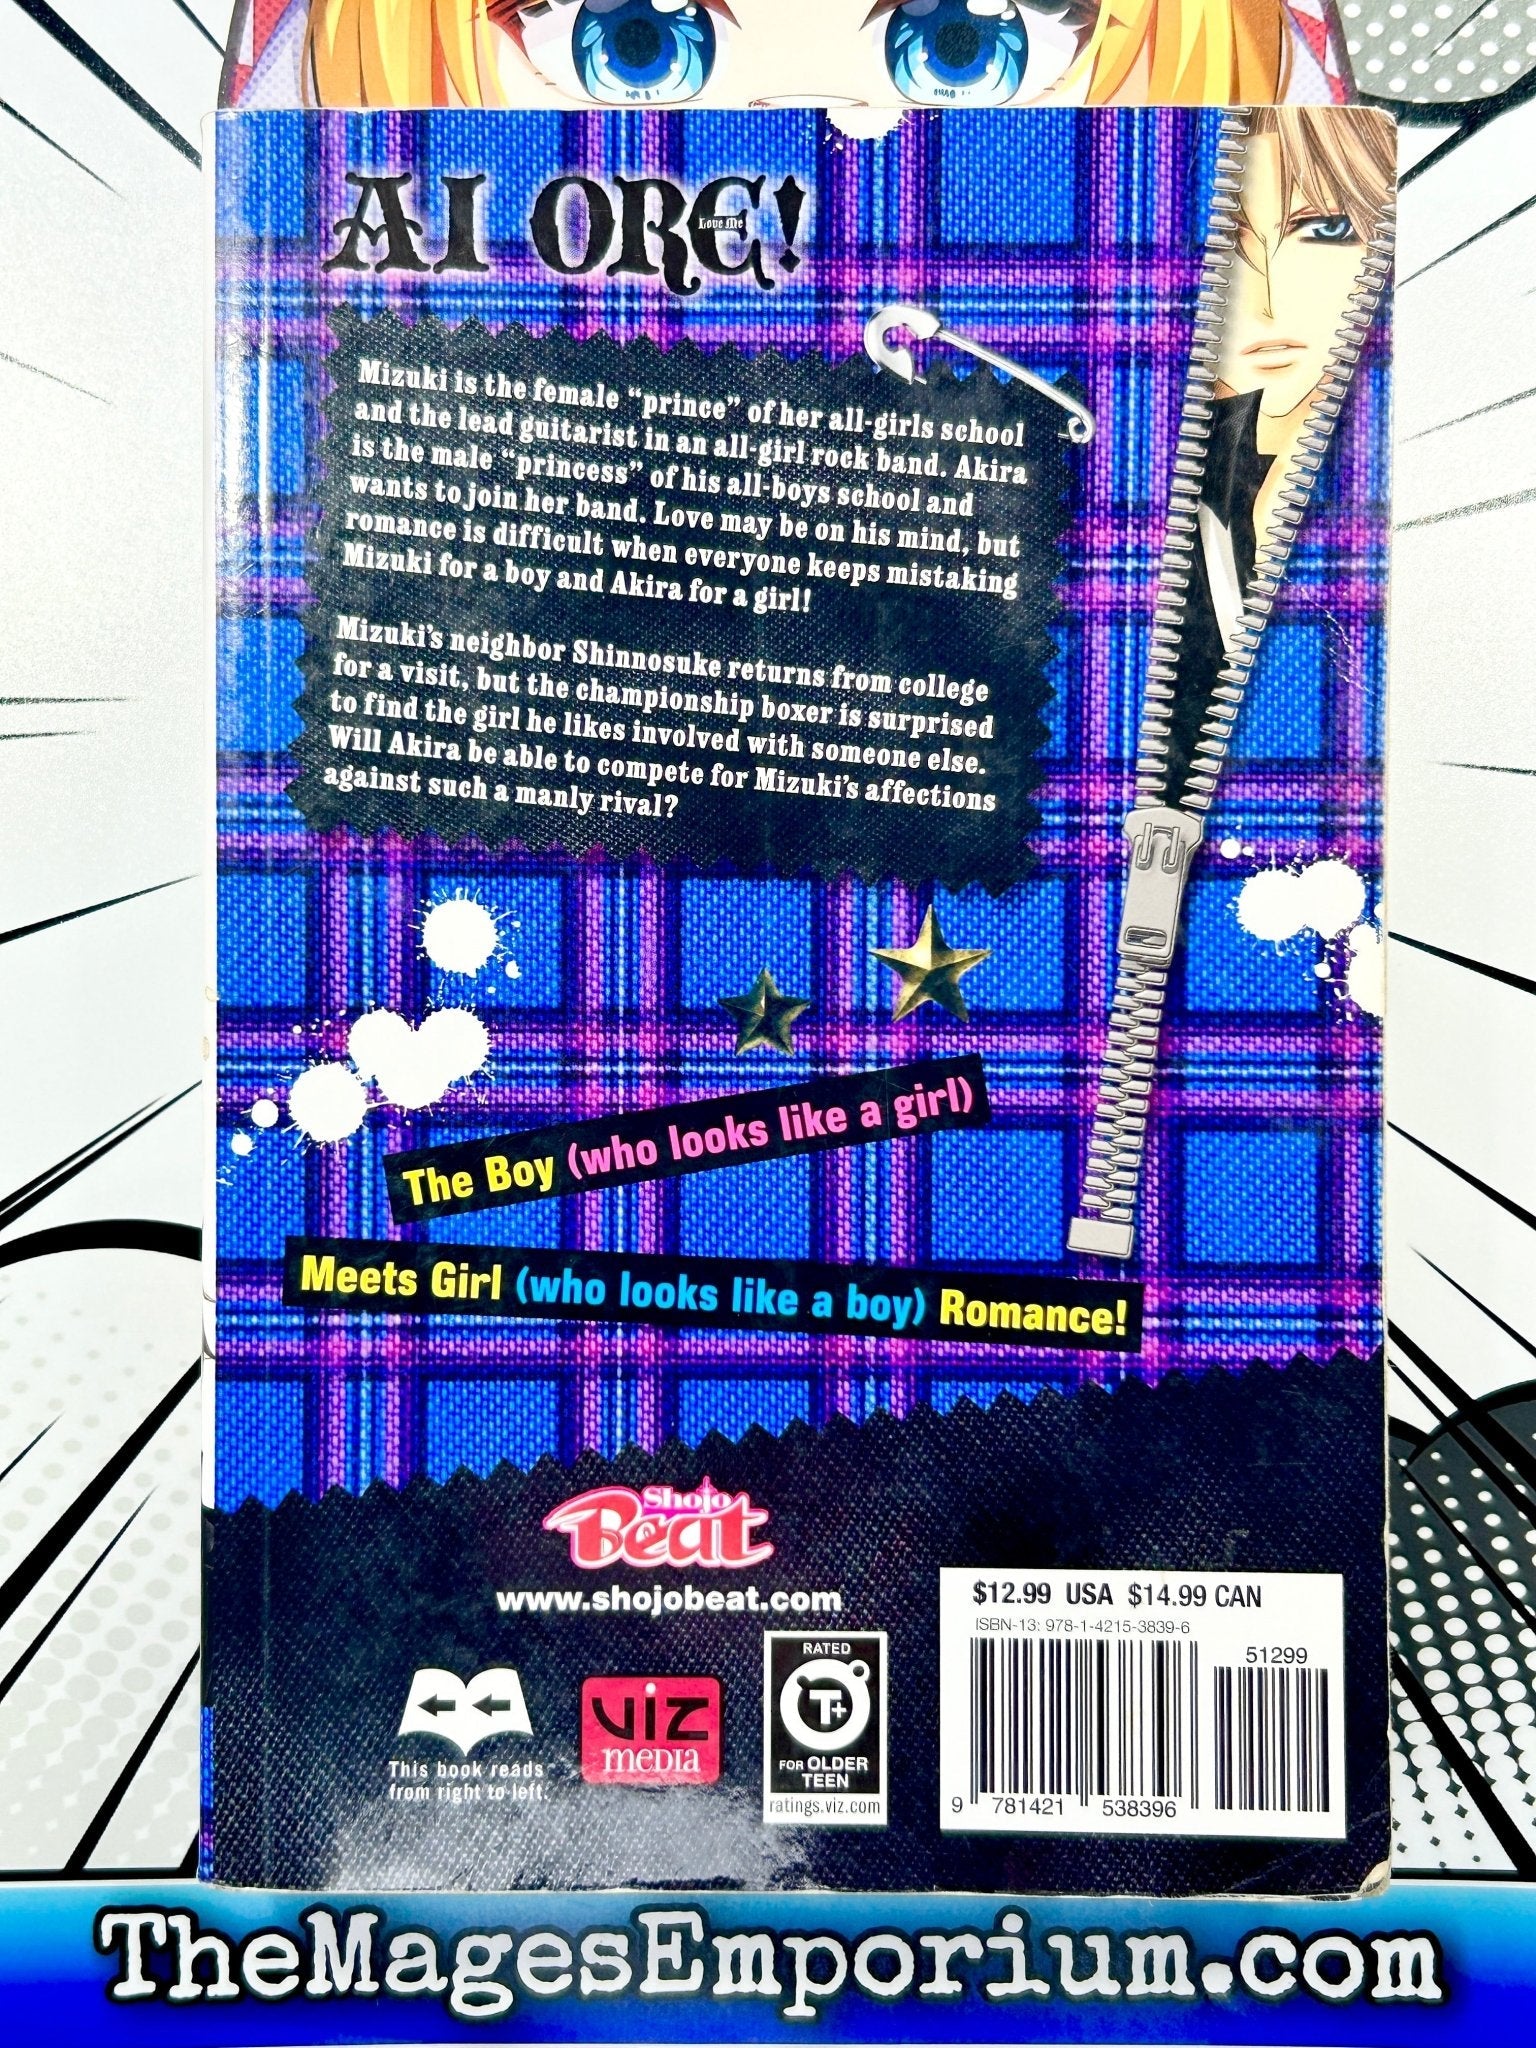 AI ORE!
Love Me
Mizuki is the female “prince” of her all-girls school
and the lead guitarist in an all-girl rock band. Akira
is the male “princess” of his all-boys school and
wants to join her band. Love may be on his mind, but
romance is difficult when everyone keeps mistaking
Mizuki for a boy and Akira for a girl!
Mizuki’s neighbor Shinnosuke returns from college
for a visit, but the championship boxer is surprised
to find the girl he likes involved with someone else.
Will Akira be able to compete for Mizuki’s affections
against such a manly rival?
The Boy (who looks like a girl)
Meets Girl (who looks like a boy) Romance!
Shojo
Beat
www.shojobeat.com
This book reads
from right to left.
VIZ
media
RATED
T+
FOR OLDER
TEEN
ratings.viz.com
$12.99 USA $14.99 CAN
ISBN-13: 978-1-4215-3839-6
51299
9 781421 538396
TheMagesEmporium.com